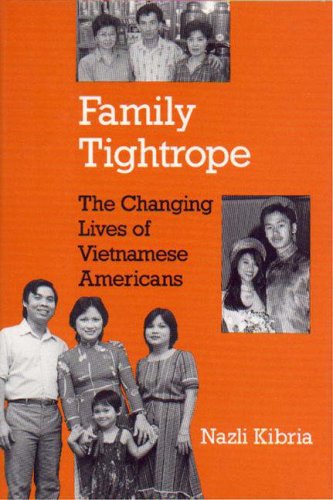 Family
Tightrope
The Changing
Lives of
Vietnamese
Americans
Nazli Kibria